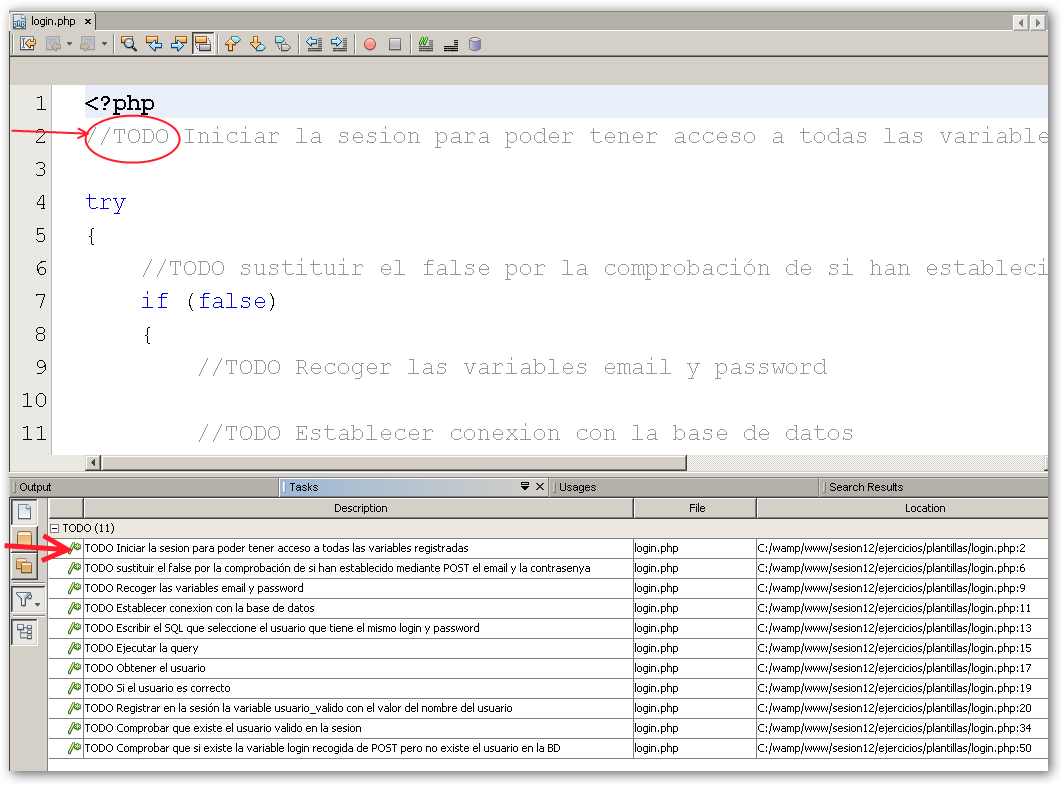 login.php
1 <?php
2 //TODO Iniciar la sesion para poder tener acceso a todas las variable
3
4 try
5 {
6 //TODO sustituir el false por la comprobación de si han estableci
7 if (false)
8 {
9 //TODO Recoger las variables email y password
10
11 //TODO Establecer conexion con la base de datos
Output Tasks Usages Search Results
Description File Location
TODO (11)
TODO Iniciar la sesion para poder tener acceso a todas las variables registradas login.php C:/wamp/www/sesion12/ejercicios/plantillas/login.php:2
TODO sustituir el false por la comprobación de si han establecido mediante POST el email y la contrasenya login.php C:/wamp/www/sesion12/ejercicios/plantillas/login.php:6
TODO Recoger las variables email y password login.php C:/wamp/www/sesion12/ejercicios/plantillas/login.php:9
TODO Establecer conexion con la base de datos login.php C:/wamp/www/sesion12/ejercicios/plantillas/login.php:11
TODO Escribir el SQL que seleccione el usuario que tiene el mismo login y password login.php C:/wamp/www/sesion12/ejercicios/plantillas/login.php:13
TODO Ejecutar la query login.php C:/wamp/www/sesion12/ejercicios/plantillas/login.php:15
TODO Obtener el usuario login.php C:/wamp/www/sesion12/ejercicios/plantillas/login.php:17
TODO Si el usuario es correcto login.php C:/wamp/www/sesion12/ejercicios/plantillas/login.php:19
TODO Registrar en la sesión la variable usuario_valido con el valor del nombre del usuario login.php C:/wamp/www/sesion12/ejercicios/plantillas/login.php:20
TODO Comprobar que existe el usuario valido en la sesion login.php C:/wamp/www/sesion12/ejercicios/plantillas/login.php:34
TODO Comprobar que si existe la variable login recogida de POST pero no existe el usuario en la BD login.php C:/wamp/www/sesion12/ejercicios/plantillas/login.php:50